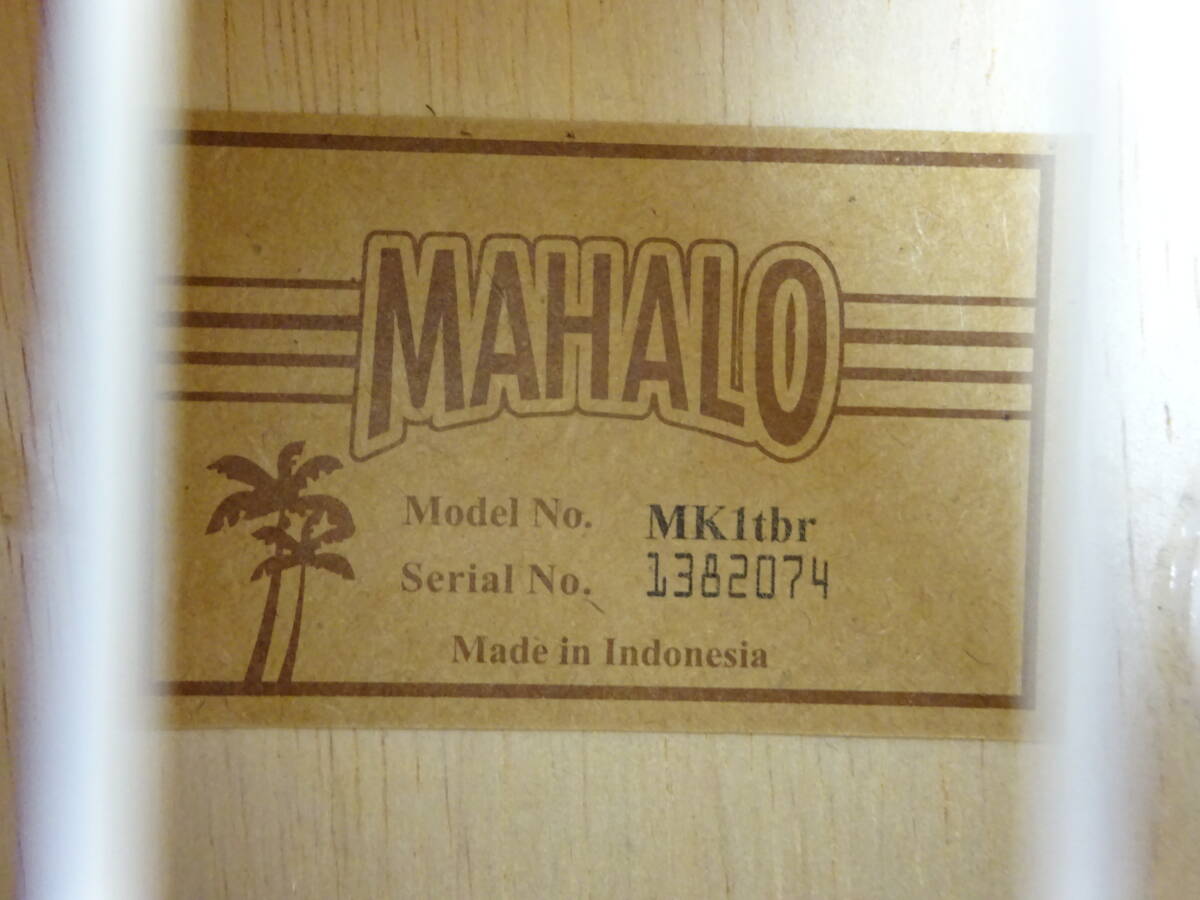 MAHALO
Model No. MK1tbr
Serial No. 1382074
Made in Indonesia